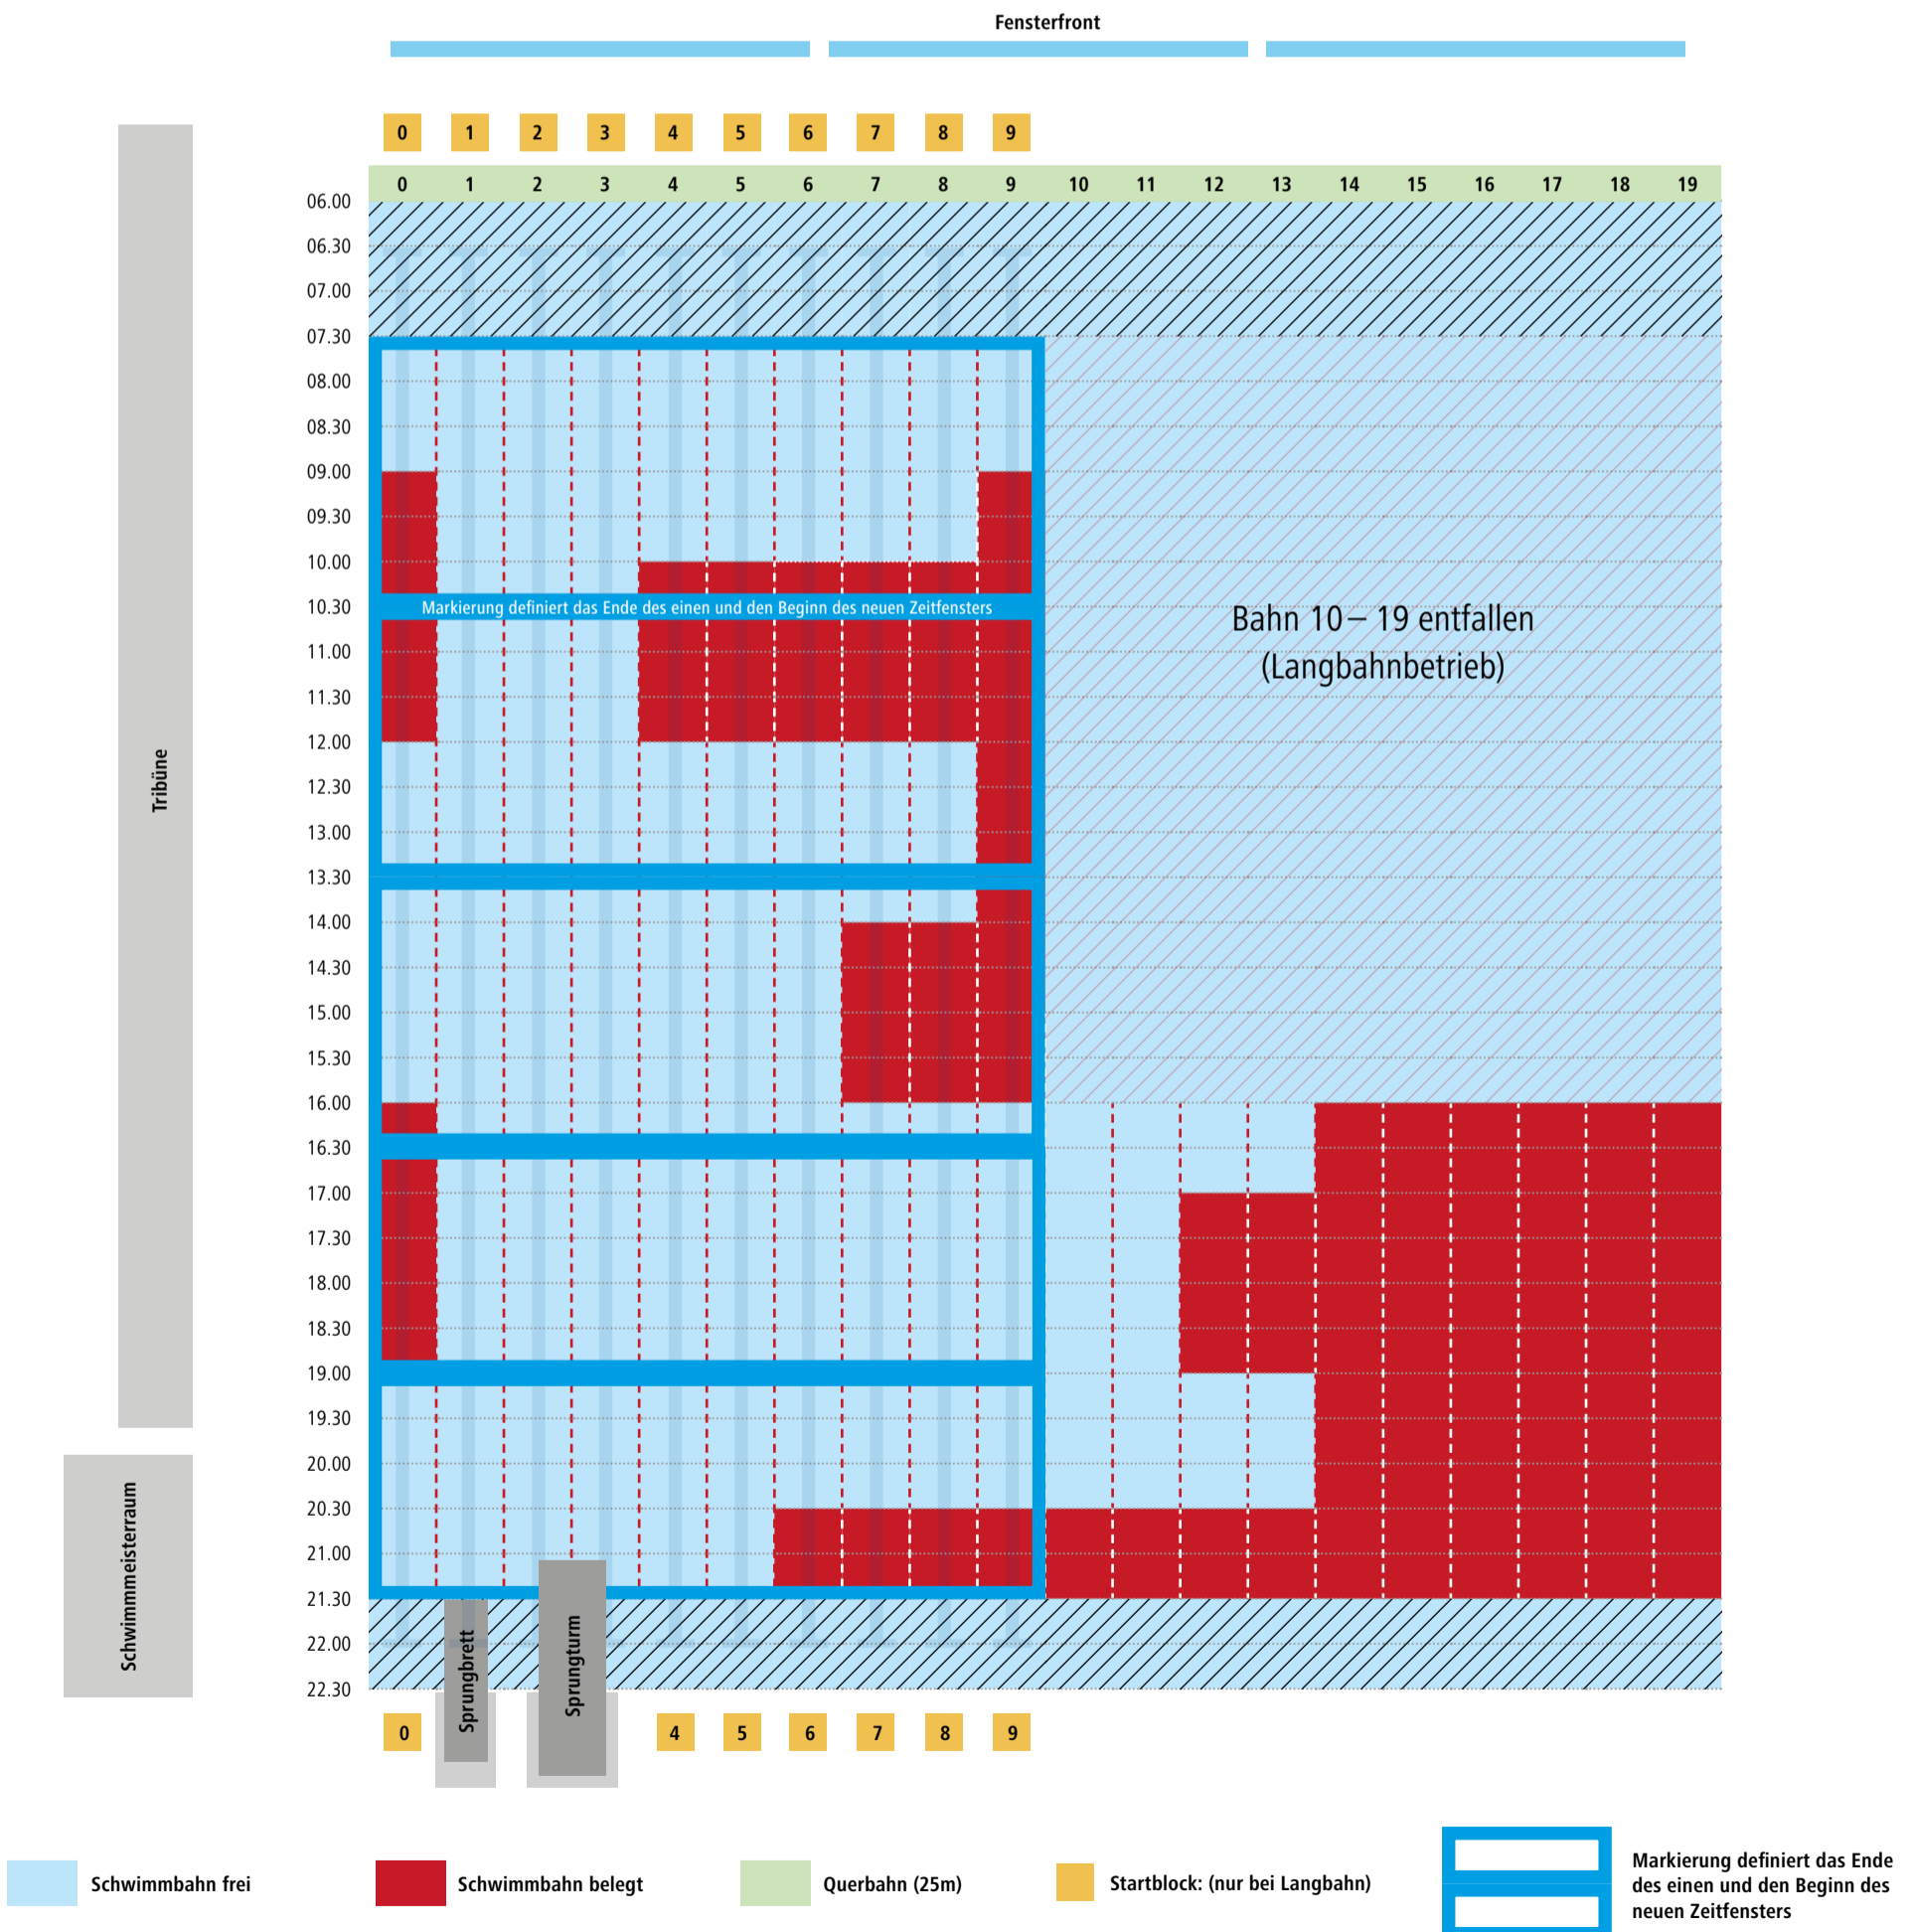 Fensterfront
0 1 2 3 4 5 6 7 8 9
0 1 2 3 4 5 6 7 8 9 10 11 12 13 14 15 16 17 18 19
06.00
06.30
07.00
07.30
08.00
08.30
09.00
09.30
10.00
10.30
Markierung definiert das Ende des einen und den Beginn des neuen Zeitfensters
Bahn 10 – 19 entfallen
(Langbahnbetrieb)
11.00
11.30
12.00
12.30
13.00
13.30
14.00
14.30
15.00
15.30
16.00
16.30
17.00
17.30
18.00
18.30
19.00
19.30
20.00
20.30
21.00
21.30
22.00
22.30
Tribüne
Schwimmmeisterraum
Sprungbrett
Sprungturm
0 4 5 6 7 8 9
Schwimmbahn frei
Schwimmbahn belegt
Querbahn (25m)
Startblock: (nur bei Langbahn)
Markierung definiert das Ende
des einen und den Beginn des
neuen Zeitfensters